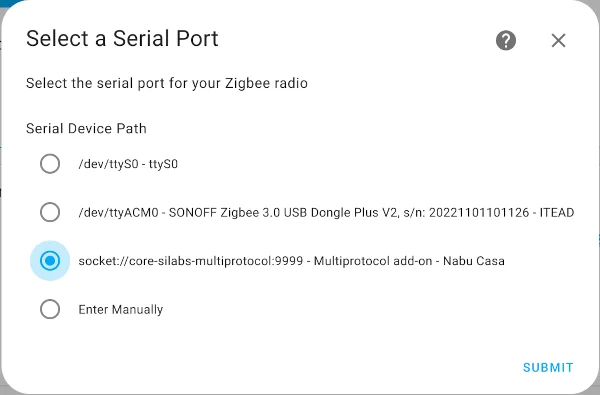 Select a Serial Port
Select the serial port for your Zigbee radio
Serial Device Path
/dev/ttyS0 - ttyS0
/dev/ttyACM0 - SONOFF Zigbee 3.0 USB Dongle Plus V2, s/n: 20221101101126 - ITEAD
socket://core-silabs-multiprotocol:9999 - Multiprotocol add-on - Nabu Casa
Enter Manually
SUBMIT